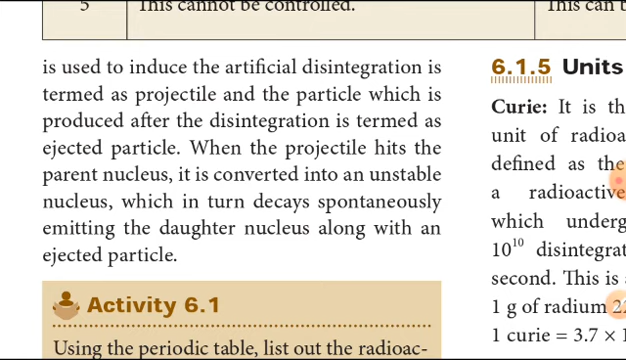 5 This cannot be controlled. This can
is used to induce the artificial disintegration is
termed as projectile and the particle which is
produced after the disintegration is termed as
ejected particle. When the projectile hits the
parent nucleus, it is converted into an unstable
nucleus, which in turn decays spontaneously
emitting the daughter nucleus along with an
ejected particle.
Activity 6.1
Using the periodic table, list out the radioac-
6.1.5 Units
Curie: It is th
unit of radioa
defined as the
a radioactive
which underg
10¹⁰ disintegrat
second. This is
1 g of radium 22
1 curie = 3.7 × 1